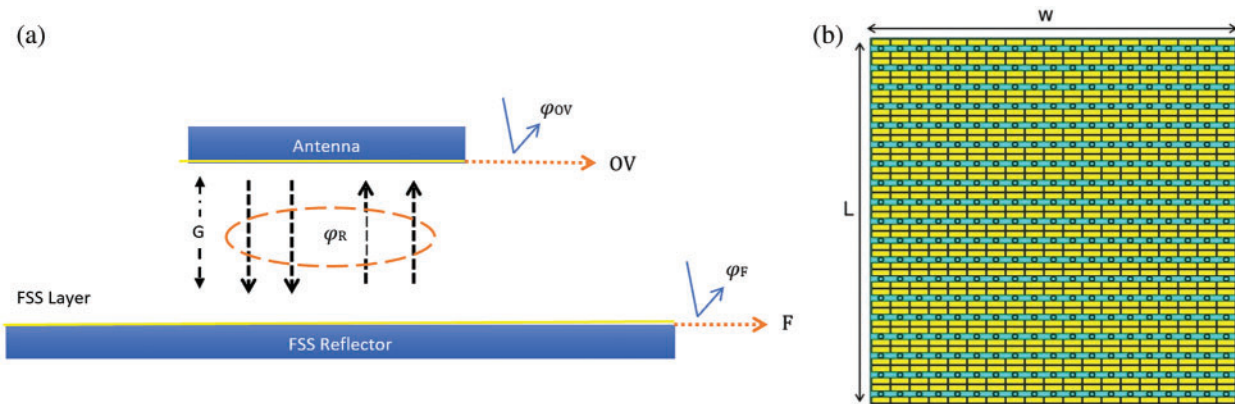 (a)
Antenna
φOV
OV
G
φR
FSS Layer
φF
F
FSS Reflector
(b)
W
L